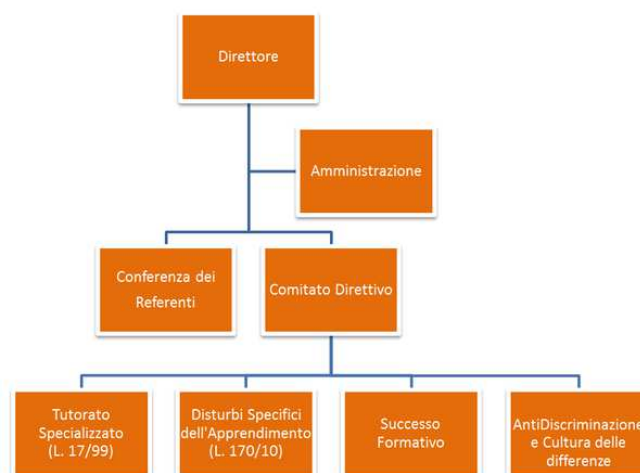 Direttore
Amministrazione
Conferenza dei
Referenti
Comitato Direttivo
Tutorato
Specializzato
(L. 17/99)
Disturbi Specifici
dell'Apprendimento
(L. 170/10)
Successo
Formativo
AntiDiscriminazione
e Cultura delle
differenze